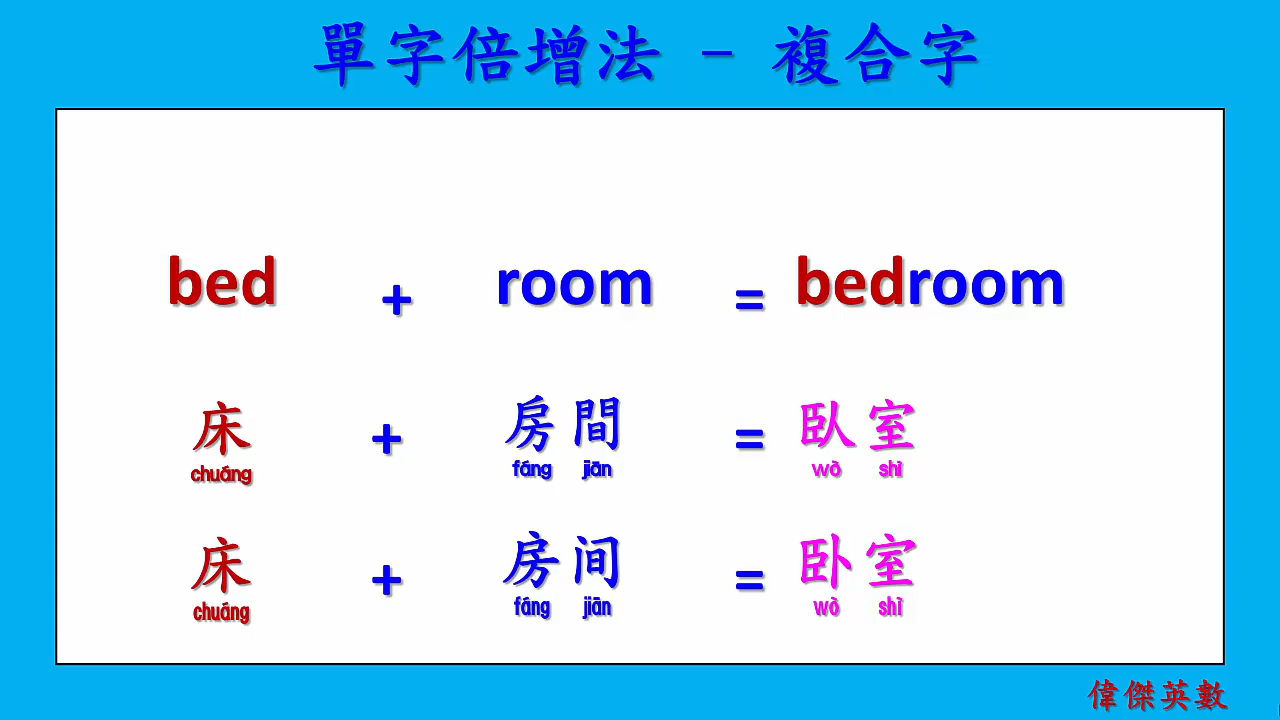 單字倍增法 - 複合字
bed + room = bedroom
床 + 房間 = 臥室
chuáng fáng jiān wò shì
床 + 房间 = 卧室
chuáng fáng jiān wò shì
偉傑英數